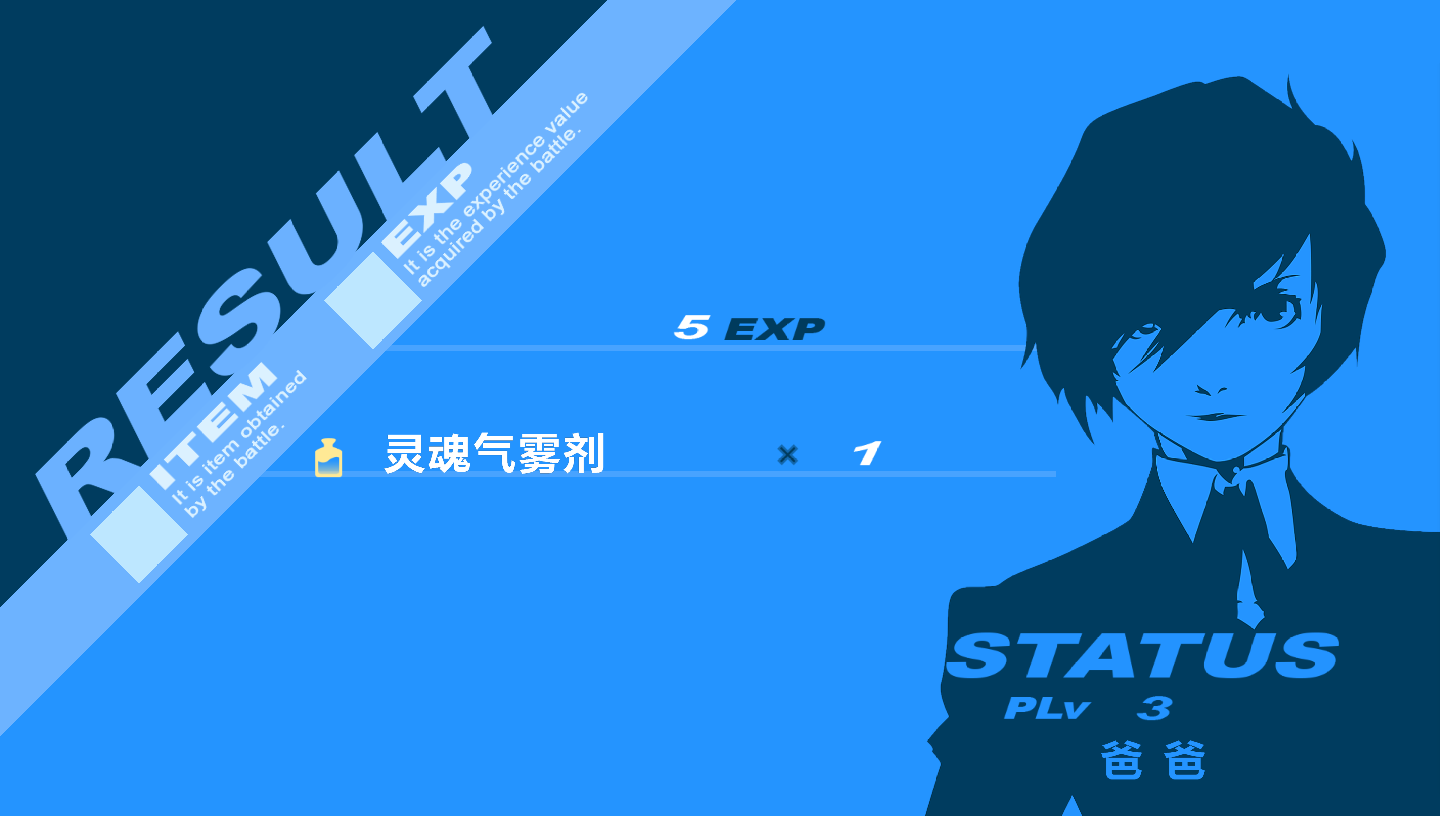 RESULT
EXP
It is the experience value
acquired by the battle.
ITEM
It is item obtained
by the battle.
5 EXP
灵魂气雾剂 × 1
STATUS
PLv 3
爸 爸